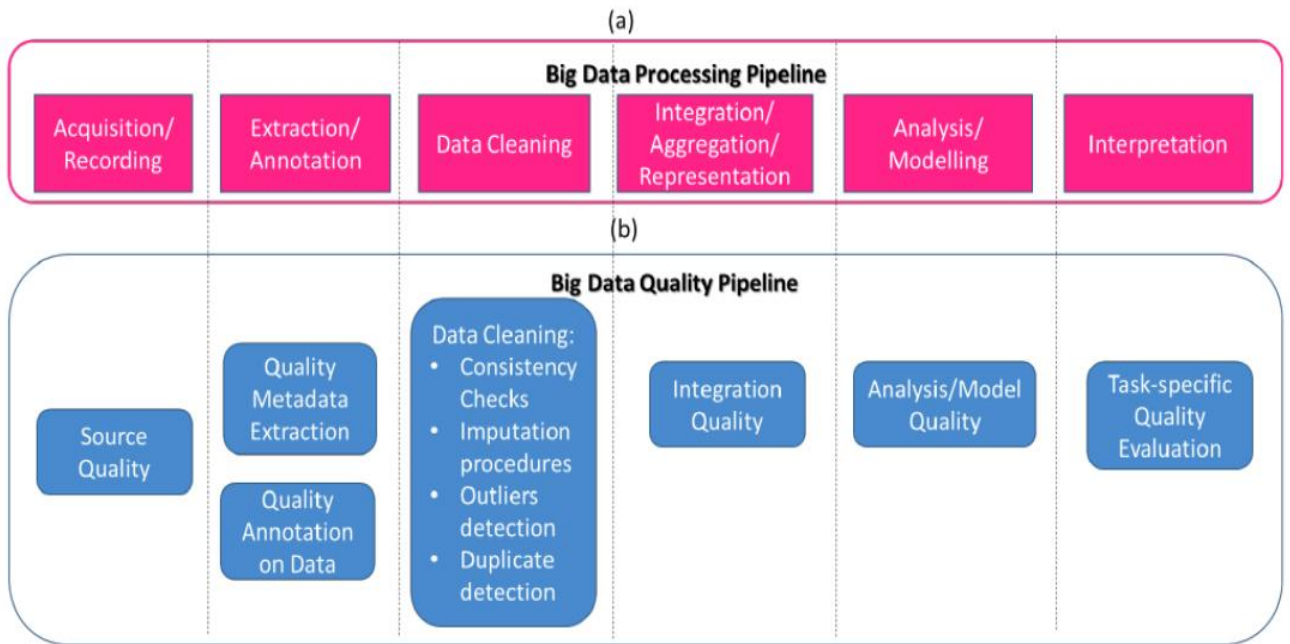 (a)
Big Data Processing Pipeline
Acquisition/
Recording
Extraction/
Annotation
Data Cleaning
Integration/
Aggregation/
Representation
Analysis/
Modelling
Interpretation
(b)
Big Data Quality Pipeline
Source
Quality
Quality
Metadata
Extraction
Quality
Annotation
on Data
Data Cleaning:
• Consistency
Checks
• Imputation
procedures
• Outliers
detection
• Duplicate
detection
Integration
Quality
Analysis/Model
Quality
Task-specific
Quality
Evaluation